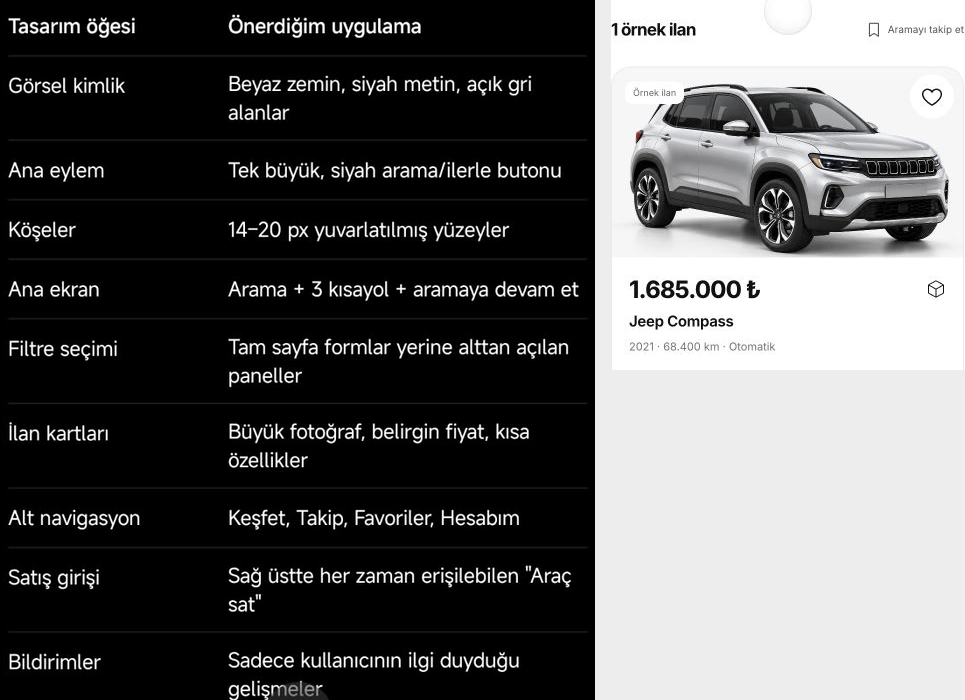 Tasarım öğesi
Önerdiğim uygulama
Görsel kimlik
Beyaz zemin, siyah metin, açık gri
alanlar
Ana eylem
Tek büyük, siyah arama/ilerle butonu
Köşeler
14–20 px yuvarlatılmış yüzeyler
Ana ekran
Arama + 3 kısayol + aramaya devam et
Filtre seçimi
Tam sayfa formlar yerine alttan açılan
paneller
İlan kartları
Büyük fotoğraf, belirgin fiyat, kısa
özellikler
Alt navigasyon
Keşfet, Takip, Favoriler, Hesabım
Satış girişi
Sağ üstte her zaman erişilebilen "Araç
sat"
Bildirimler
Sadece kullanıcının ilgi duyduğu
gelişmeler
1 örnek ilan
Aramayı takip et
Örnek ilan
1.685.000 ₺
Jeep Compass
2021 · 68.400 km · Otomatik